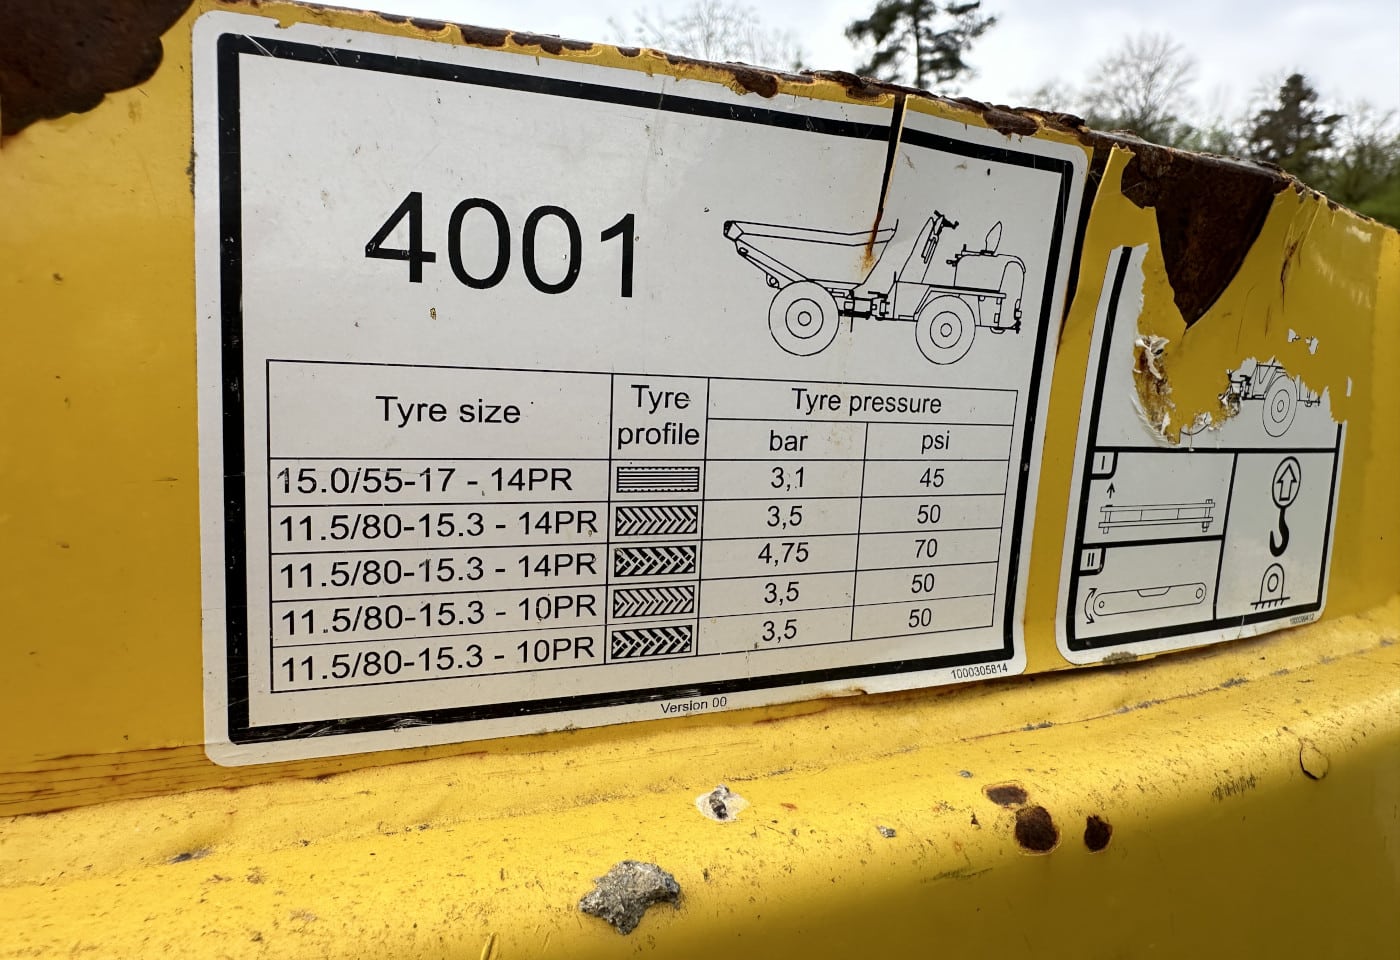 4001
Tyre size Tyre profile Tyre pressure
bar psi
15.0/55-17 - 14PR 3,1 45
11.5/80-15.3 - 14PR 3,5 50
11.5/80-15.3 - 14PR 4,75 70
11.5/80-15.3 - 10PR 3,5 50
11.5/80-15.3 - 10PR 3,5 50
Version 00
1000305814
I
II